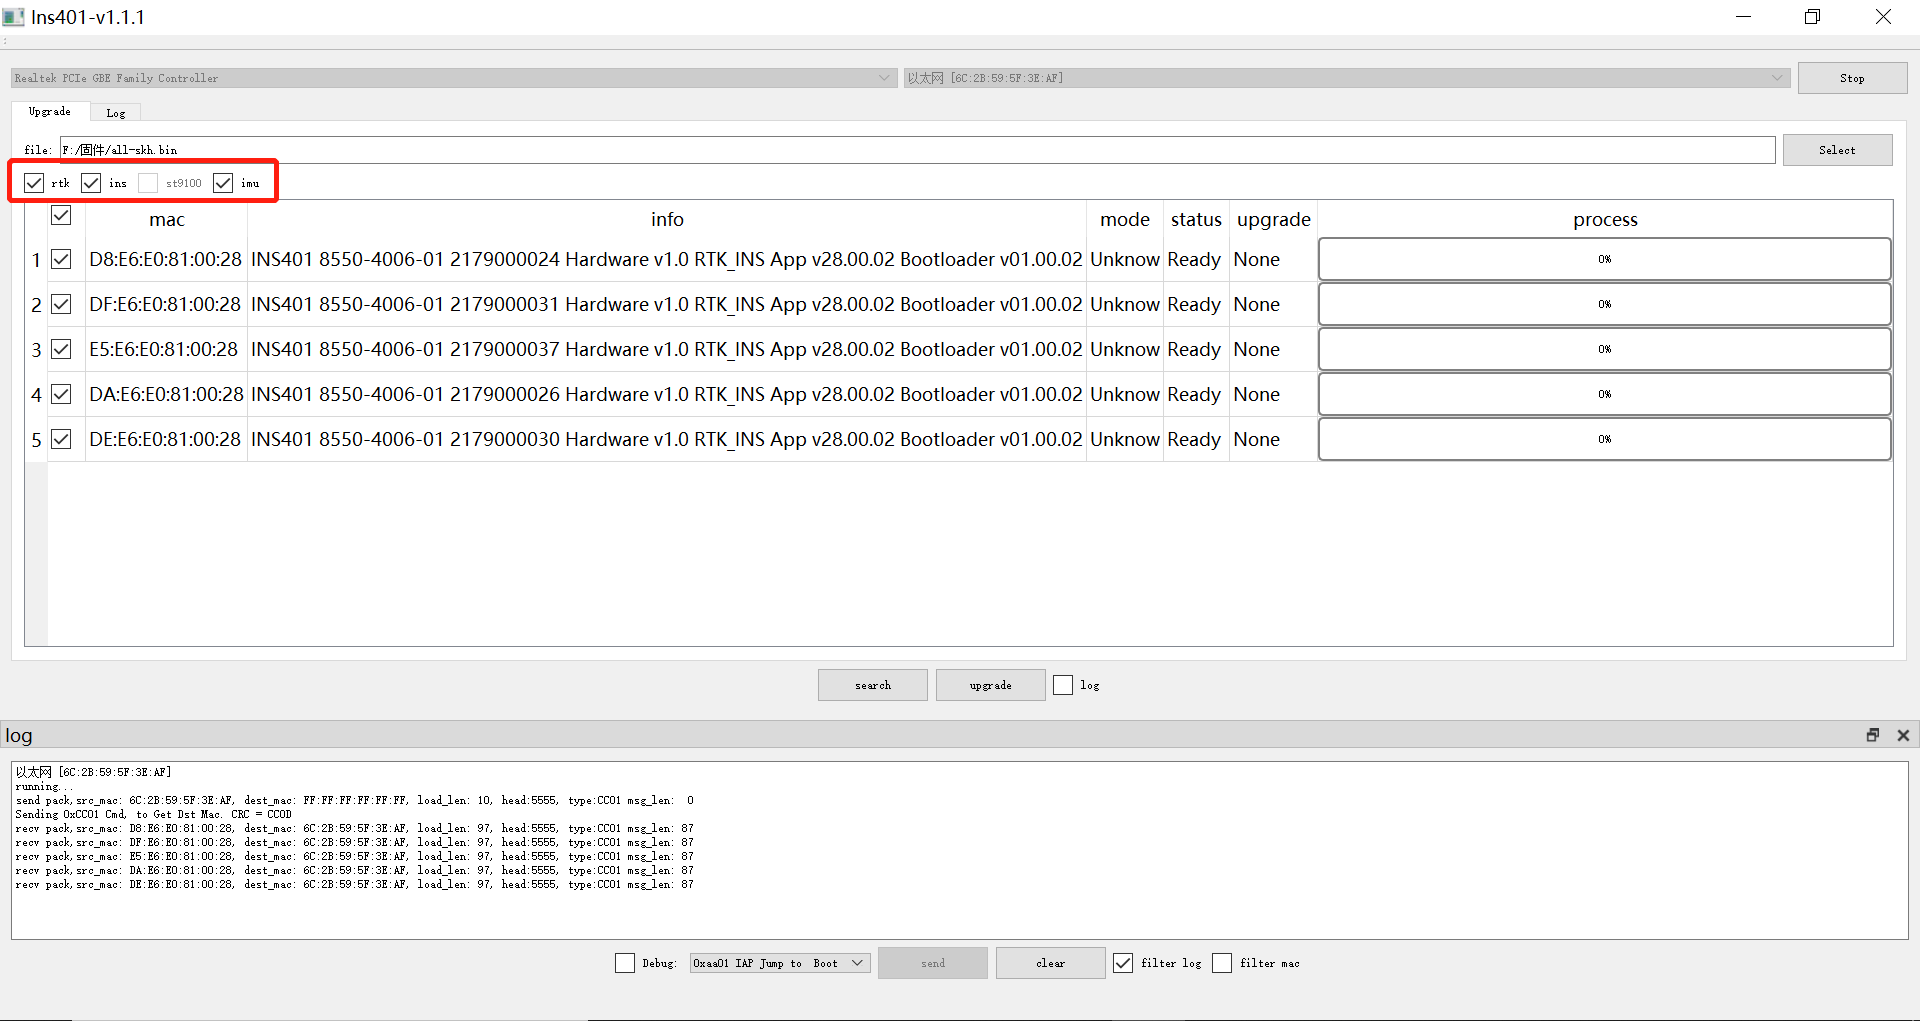 Ins401-v1.1.1
Realtek PCIe GBE Family Controller
以太网 [6C:2B:59:5F:3E:AF]
Stop
Upgrade
Log
file:
F:/固件/all-skh.bin
Select
rtk
ins
st9100
imu
mac info mode status upgrade process
1 D8:E6:E0:81:00:28 INS401 8550-4006-01 2179000024 Hardware v1.0 RTK_INS App v28.00.02 Bootloader v01.00.02 Unknow Ready None 0%
2 DF:E6:E0:81:00:28 INS401 8550-4006-01 2179000031 Hardware v1.0 RTK_INS App v28.00.02 Bootloader v01.00.02 Unknow Ready None 0%
3 E5:E6:E0:81:00:28 INS401 8550-4006-01 2179000037 Hardware v1.0 RTK_INS App v28.00.02 Bootloader v01.00.02 Unknow Ready None 0%
4 DA:E6:E0:81:00:28 INS401 8550-4006-01 2179000026 Hardware v1.0 RTK_INS App v28.00.02 Bootloader v01.00.02 Unknow Ready None 0%
5 DE:E6:E0:81:00:28 INS401 8550-4006-01 2179000030 Hardware v1.0 RTK_INS App v28.00.02 Bootloader v01.00.02 Unknow Ready None 0%
search
upgrade
log
log
以太网 [6C:2B:59:5F:3E:AF]
running...
send pack,src_mac: 6C:2B:59:5F:3E:AF, dest_mac: FF:FF:FF:FF:FF:FF, load_len: 10, head:5555, type:CC01 msg_len: 0
Sending 0xCC01 Cmd, to Get Dst Mac. CRC = CC0D
recv pack,src_mac: D8:E6:E0:81:00:28, dest_mac: 6C:2B:59:5F:3E:AF, load_len: 97, head:5555, type:CC01 msg_len: 87
recv pack,src_mac: DF:E6:E0:81:00:28, dest_mac: 6C:2B:59:5F:3E:AF, load_len: 97, head:5555, type:CC01 msg_len: 87
recv pack,src_mac: E5:E6:E0:81:00:28, dest_mac: 6C:2B:59:5F:3E:AF, load_len: 97, head:5555, type:CC01 msg_len: 87
recv pack,src_mac: DA:E6:E0:81:00:28, dest_mac: 6C:2B:59:5F:3E:AF, load_len: 97, head:5555, type:CC01 msg_len: 87
recv pack,src_mac: DE:E6:E0:81:00:28, dest_mac: 6C:2B:59:5F:3E:AF, load_len: 97, head:5555, type:CC01 msg_len: 87
Debug:
0xaa01 IAP Jump to Boot
send
clear
filter log
filter mac